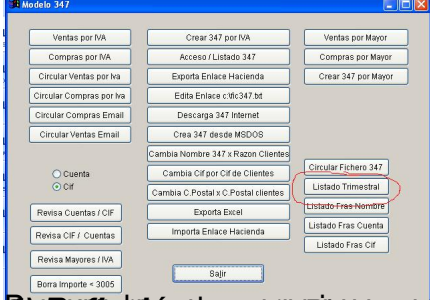 Modelo 347
Ventas por IVA
Crear 347 por IVA
Ventas por Mayor
Compras por IVA
Acceso / Listado 347
Compras por Mayor
Circular Ventas por Iva
Exporta Enlace Hacienda
Crear 347 por Mayor
Circular Compras por Iva
Edita Enlace c:\fic347.txt
Circular Compras Email
Descarga 347 Internet
Circular Ventas Email
Crea 347 desde MSDOS
Cambia Nombre 347 x Razon Clientes
Cuenta
Cambia Cif por Cif de Clientes
Circular Fichero 347
Cif
Cambia C.Postal x C.Postal clientes
Listado Trimestral
Revisa Cuentas / CIF
Exporta Excel
Listado Fras Nombre
Revisa CIF / Cuentas
Importa Enlace Hacienda
Listado Fras Cuenta
Listado Fras Cif
Revisa Mayores / IVA
Borra Importe < 3005
Salir